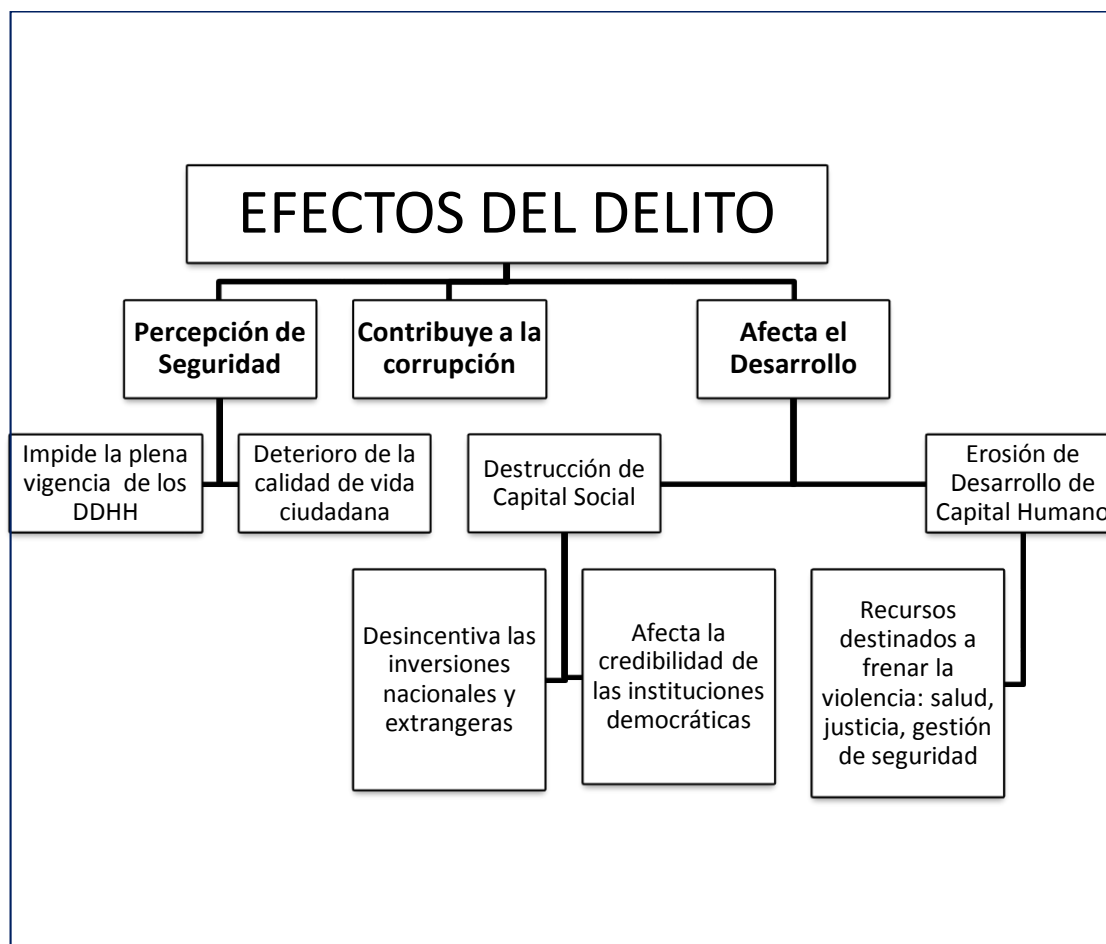 EFECTOS DEL DELITO
Percepción de
Seguridad
Contribuye a la
corrupción
Afecta el
Desarrollo
Impide la plena
vigencia de los
DDHH
Deterioro de la
calidad de vida
ciudadana
Destrucción de
Capital Social
Erosión de
Desarrollo de
Capital Humano
Desincentiva las
inversiones
nacionales y
extrangeras
Afecta la
credibilidad de
las instituciones
democráticas
Recursos
destinados a
frenar la
violencia: salud,
justicia, gestión
de seguridad